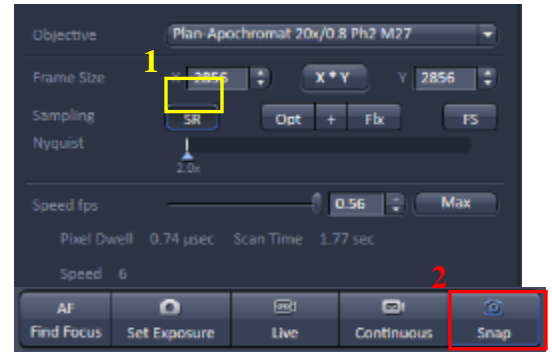 Objective Plan-Apochromat 20x/0.8 Ph2 M27
1
Frame Size X 2856 X * Y Y 2856
Sampling SR Opt + Flx FS
Nyquist
2.0x
Speed fps 0.56 Max
Pixel Dwell 0.74 µsec Scan Time 1.77 sec
Speed 6
2
AF
Find Focus Set Exposure Live Continuous Snap